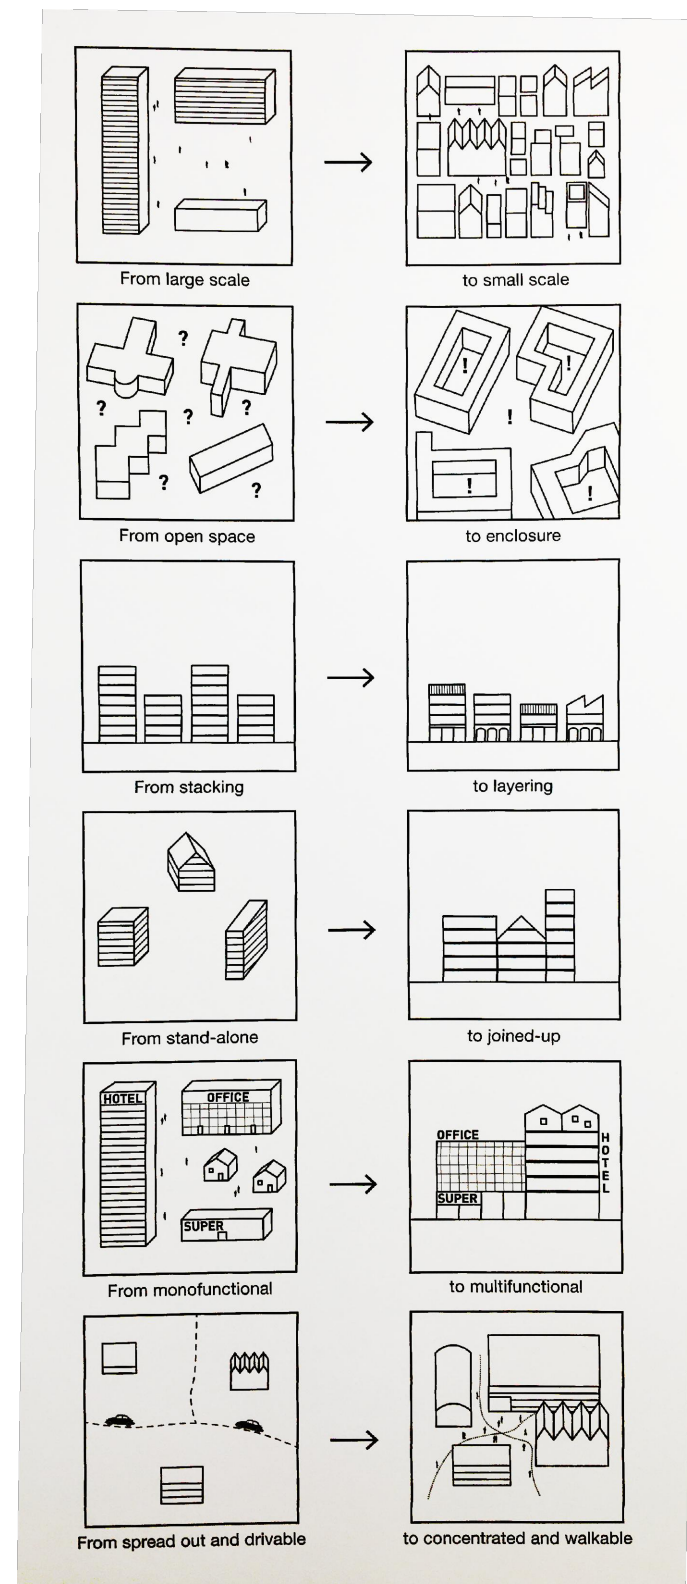 From large scale
to small scale
?
?
?
?
?
?
!
!
!
!
!
From open space
to enclosure
From stacking
to layering
From stand-alone
to joined-up
HOTEL
OFFICE
SUPER
OFFICE
HOTEL
SUPER
From monofunctional
to multifunctional
From spread out and drivable
to concentrated and walkable